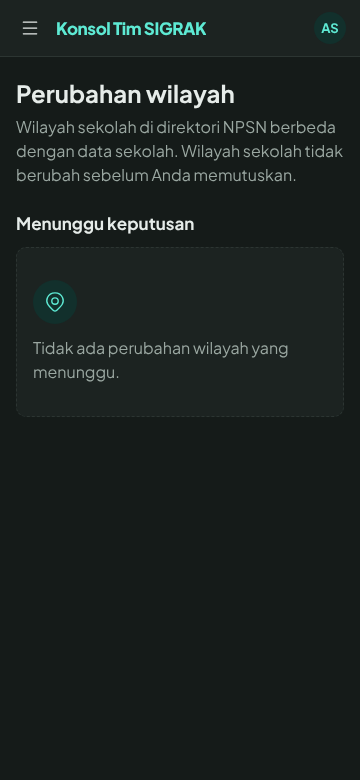 Konsol Tim SIGRAK
AS
Perubahan wilayah
Wilayah sekolah di direktori NPSN berbeda
dengan data sekolah. Wilayah sekolah tidak
berubah sebelum Anda memutuskan.
Menunggu keputusan
Tidak ada perubahan wilayah yang
menunggu.